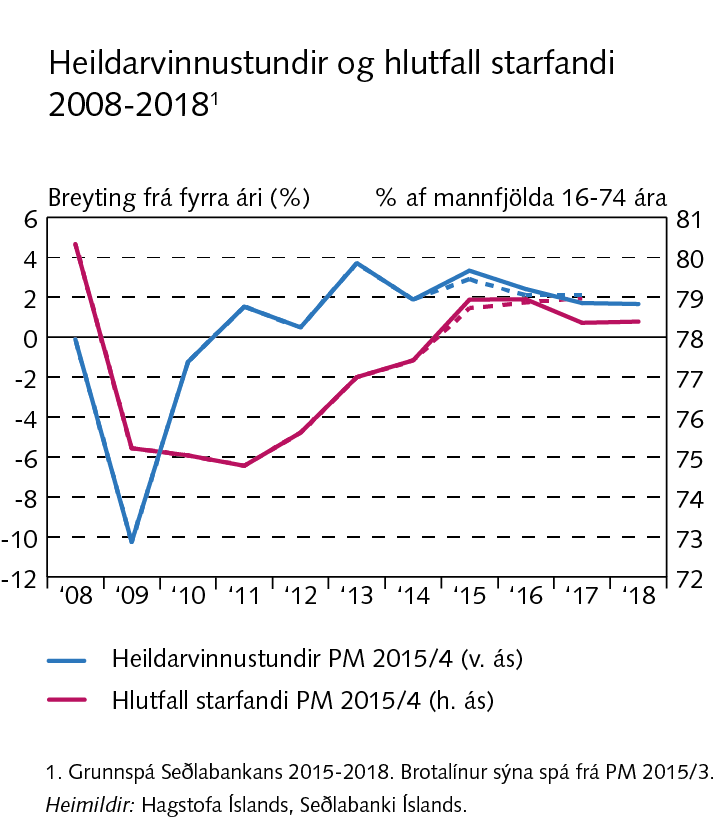 Heildarvinnustundir og hlutfall starfandi
2008-2018¹
Breyting frá fyrra ári (%)
% af mannfjölda 16-74 ára
6
4
2
0
-2
-4
-6
-8
-10
-12
81
80
79
78
77
76
75
74
73
72
‘08 ‘09 ‘10 ‘11 ‘12 ‘13 ‘14 ‘15 ‘16 ‘17 ‘18
Heildarvinnustundir PM 2015/4 (v. ás)
Hlutfall starfandi PM 2015/4 (h. ás)
1. Grunnspá Seðlabankans 2015-2018. Brotalínur sýna spá frá PM 2015/3.
Heimildir: Hagstofa Íslands, Seðlabanki Íslands.